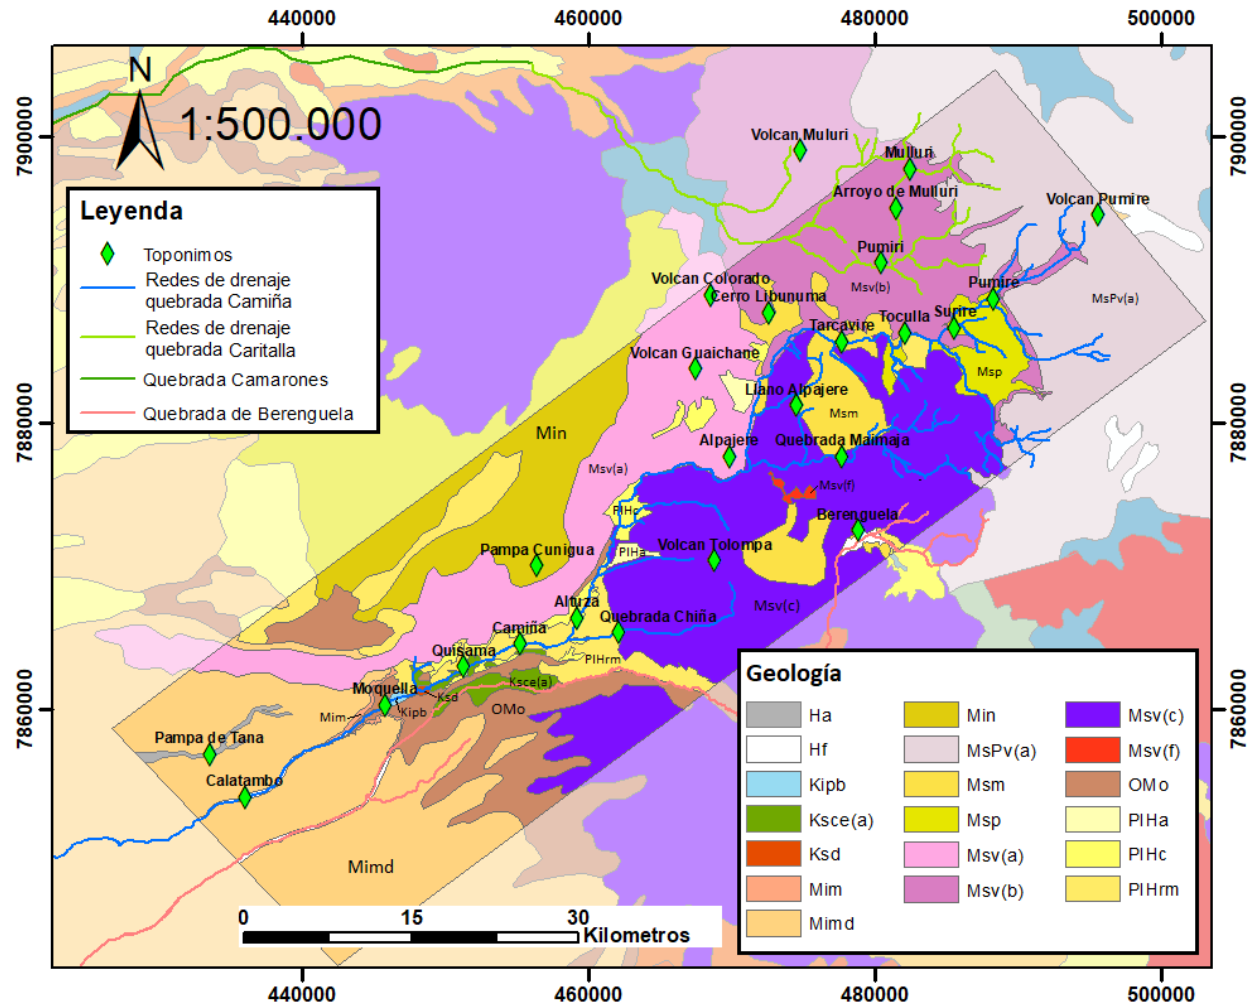 440000
460000
480000
500000
7900000
7880000
7860000
7900000
7880000
7860000
N
1:500.000
Leyenda
Toponimos
Redes de drenaje
quebrada Camiña
Redes de drenaje
quebrada Caritalla
Quebrada Camarones
Quebrada de Berenguela
Volcan Muluri
Mulluri
Arroyo de Mulluri
Volcan Pumire
Pumiri
Volcan Colorado
Cerro Libunuma
Msv(b)
Pumire
MsPv(a)
Tarcavire
Toculla
Surire
Volcan Guaichane
Msp
Llano Alpajere
Msm
Min
Alpajere
Quebrada Maimaja
Msv(a)
Msv(f)
PlHc
Berenguela
Pampa Cunigua
PlHa
Volcan Tolompa
Altuza
Quebrada Chiña
Msv(c)
Camiña
Quisama
PlHrm
Ksce(a)
Moquella
Ksd
Kipb
OMo
Mim
Pampa de Tana
Calatambo
Mimd
0
15
30
Kilometros
Geología
Ha
Hf
Kipb
Ksce(a)
Ksd
Mim
Mimd
Min
MsPv(a)
Msm
Msp
Msv(a)
Msv(b)
Msv(c)
Msv(f)
OMo
PlHa
PlHc
PlHrm
440000
460000
480000
500000